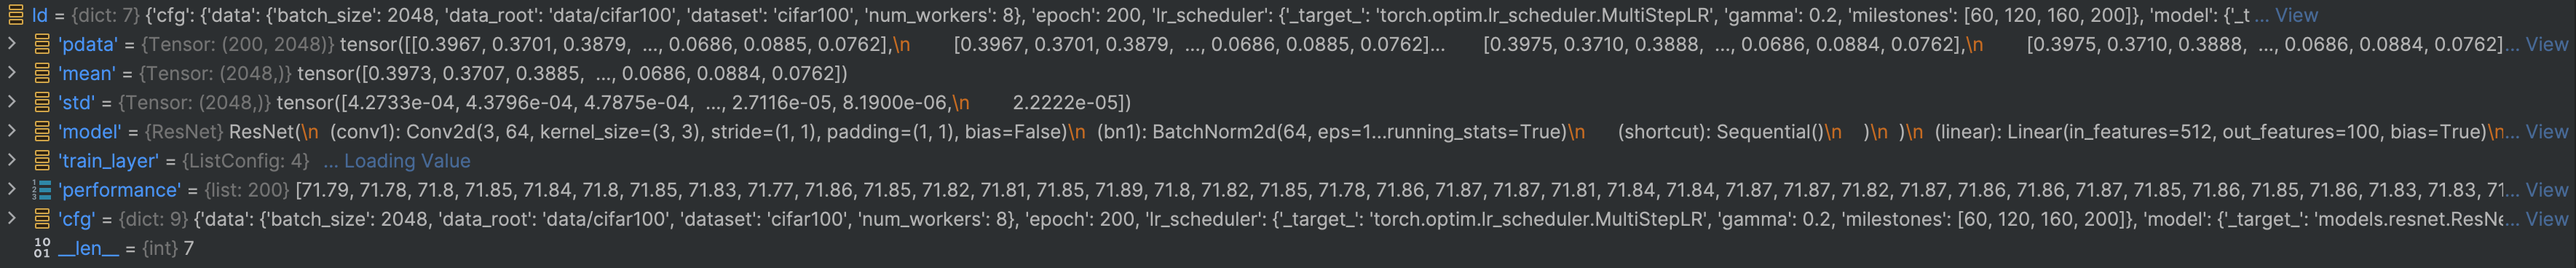 ld = {dict: 7} {'cfg': {'data': {'batch_size': 2048, 'data_root': 'data/cifar100', 'dataset': 'cifar100', 'num_workers': 8}, 'epoch': 200, 'lr_scheduler': {'_target_': 'torch.optim.lr_scheduler.MultiStepLR', 'gamma': 0.2, 'milestones': [60, 120, 160, 200]}, 'model': {'_t ... View
'pdata' = {Tensor: (200, 2048)} tensor([[0.3967, 0.3701, 0.3879, ..., 0.0686, 0.0885, 0.0762],\n [0.3967, 0.3701, 0.3879, ..., 0.0686, 0.0885, 0.0762]... [0.3975, 0.3710, 0.3888, ..., 0.0686, 0.0884, 0.0762],\n [0.3975, 0.3710, 0.3888, ..., 0.0686, 0.0884, 0.0762]... View
'mean' = {Tensor: (2048,)} tensor([0.3973, 0.3707, 0.3885, ..., 0.0686, 0.0884, 0.0762])
'std' = {Tensor: (2048,)} tensor([4.2733e-04, 4.3796e-04, 4.7875e-04, ..., 2.7116e-05, 8.1900e-06,\n 2.2222e-05])
'model' = {ResNet} ResNet(\n (conv1): Conv2d(3, 64, kernel_size=(3, 3), stride=(1, 1), padding=(1, 1), bias=False)\n (bn1): BatchNorm2d(64, eps=1...running_stats=True)\n (shortcut): Sequential()\n )\n )\n (linear): Linear(in_features=512, out_features=100, bias=True)\n... View
'train_layer' = {ListConfig: 4} ... Loading Value
'performance' = {list: 200} [71.79, 71.78, 71.8, 71.85, 71.84, 71.8, 71.85, 71.83, 71.77, 71.86, 71.85, 71.82, 71.81, 71.85, 71.89, 71.8, 71.82, 71.85, 71.78, 71.86, 71.87, 71.87, 71.81, 71.84, 71.84, 71.87, 71.87, 71.82, 71.87, 71.86, 71.86, 71.87, 71.85, 71.86, 71.85, 71.86, 71.83, 71.83, 71... View
'cfg' = {dict: 9} {'data': {'batch_size': 2048, 'data_root': 'data/cifar100', 'dataset': 'cifar100', 'num_workers': 8}, 'epoch': 200, 'lr_scheduler': {'_target_': 'torch.optim.lr_scheduler.MultiStepLR', 'gamma': 0.2, 'milestones': [60, 120, 160, 200]}, 'model': {'_target_': 'models.resnet.ResNe... View
__len__ = {int} 7